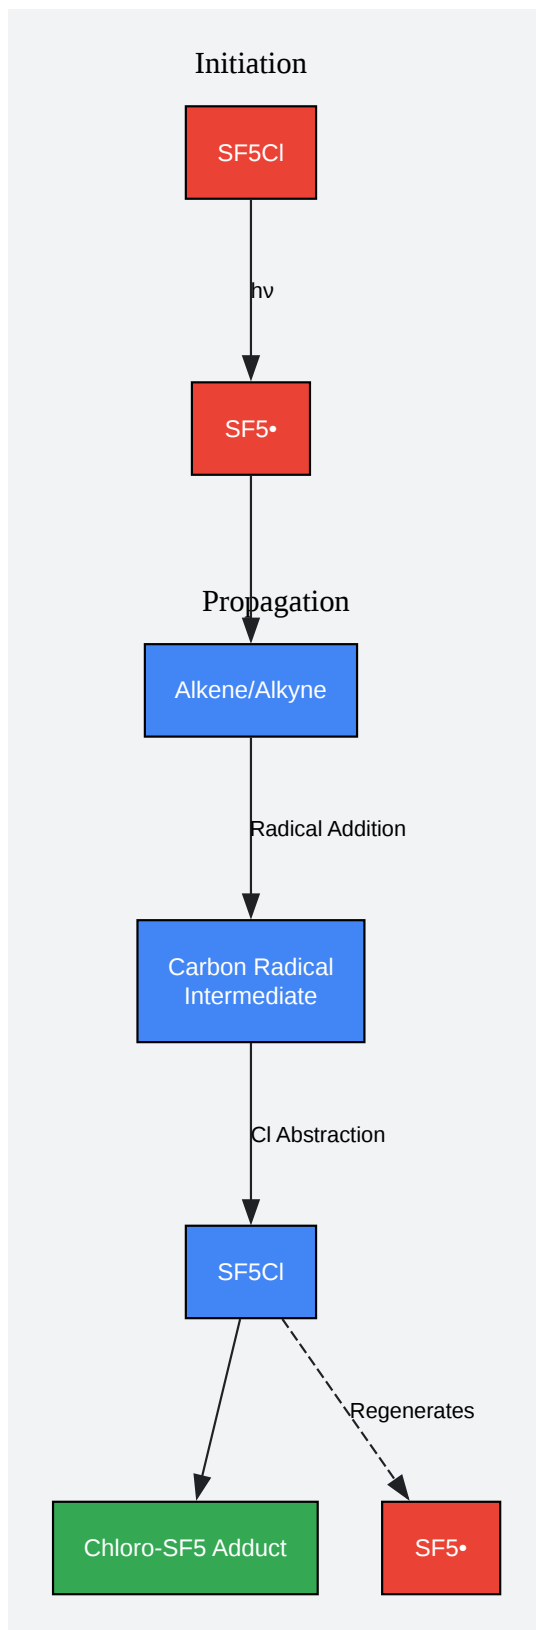 Initiation
SF5Cl
hν
SF5•
Propagation
Alkene/Alkyne
Radical Addition
Carbon Radical
Intermediate
Cl Abstraction
SF5Cl
Regenerates
Chloro-SF5 Adduct
SF5•